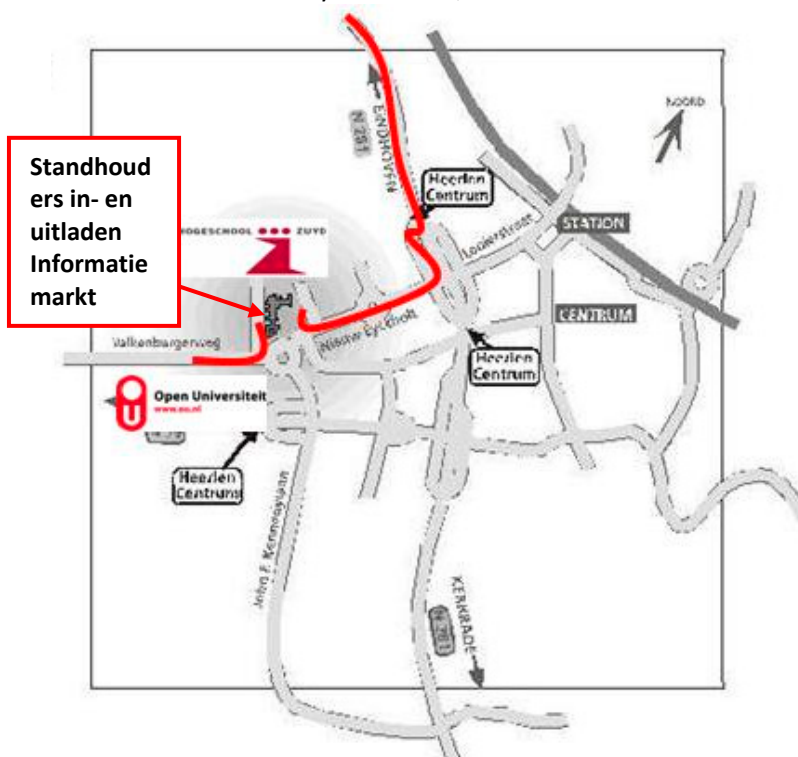 NOORD
EINDHOVEN
N 281
Heerlen
Centrum
Standhoud
ers in- en
uitladen
Informatie
markt
HOGESCHOOL ZUYD
STATION
CENTRUM
Valkenburgerweg
Nieuw Eyckholt
Heerlen
Centrum
Open Universiteit
www.ou.nl
Heerlen
Centrum
John F. Kennedylaan
KERKRADE
N 281